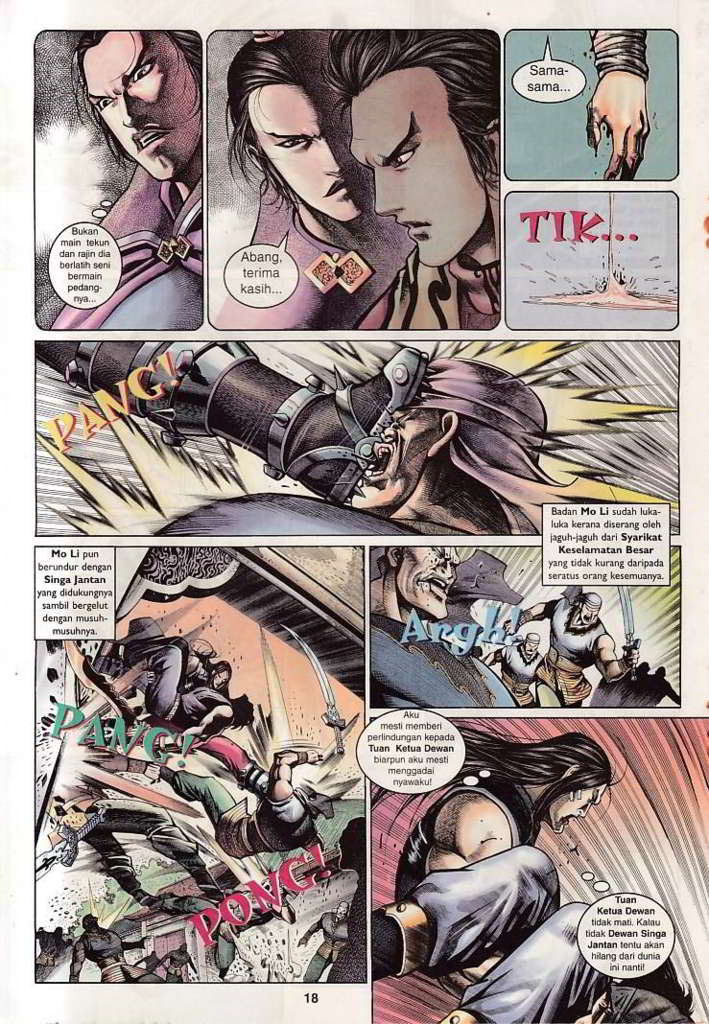 Bukan
main tekun
dan rajin dia
berlatih seni
bermain
pedang-
nya...
Abang,
terima
kasih...
Sama-
sama...
TIK...
PANG!
Badan Mo Li sudah luka-
luka kerana diserang oleh
jaguh-jaguh dari Syarikat
Keselamatan Besar
yang tidak kurang daripada
seratus orang kesemuanya.
Mo Li pun
berundur dengan
Singa Jantan
yang didukungnya
sambil bergelut
dengan musuh-
musuhnya.
PANG!
PONG!
Argh!
Aku
mesti memberi
perlindungan kepada
Tuan Ketua Dewan
biarpun aku mesti
menggadai
nyawaku!
Tuan
Ketua Dewan
tidak mati. Kalau
tidak Dewan Singa
Jantan tentu akan
hilang dari dunia
ini nanti!
18